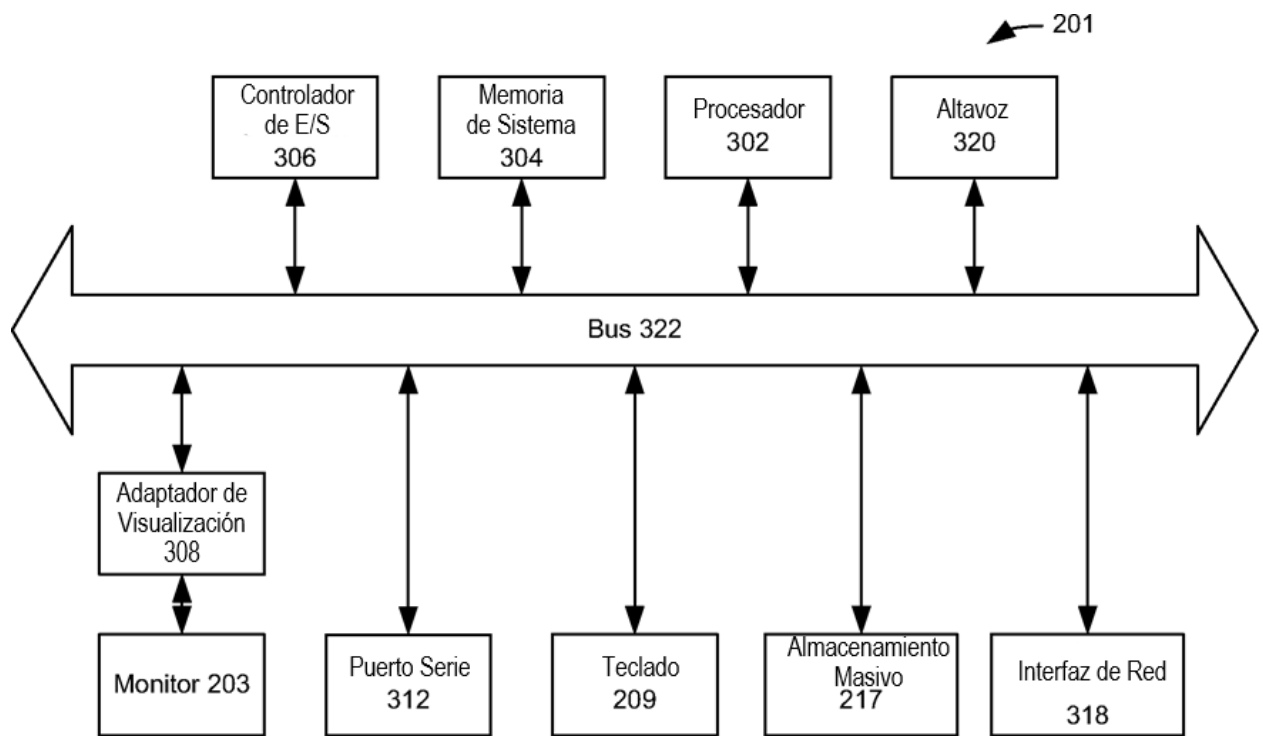 201
Controlador
de E/S
306
Memoria
de Sistema
304
Procesador
302
Altavoz
320
Bus 322
Adaptador de
Visualización
308
Monitor 203
Puerto Serie
312
Teclado
209
Almacenamiento
Masivo
217
Interfaz de Red
318